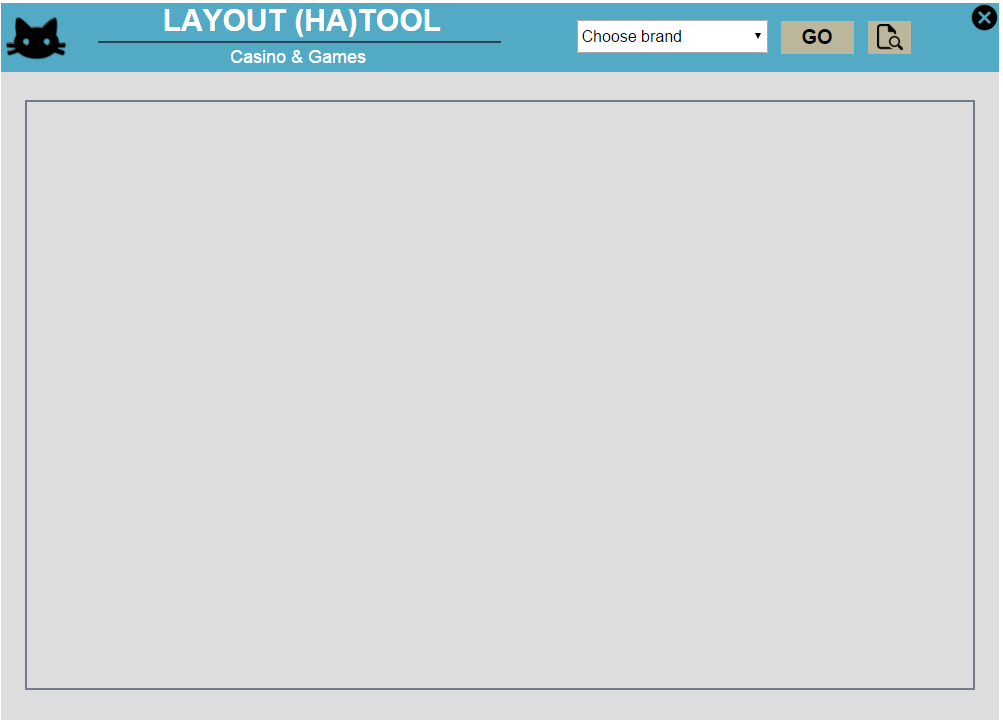 LAYOUT (HA)TOOL
Casino & Games
Choose brand
GO